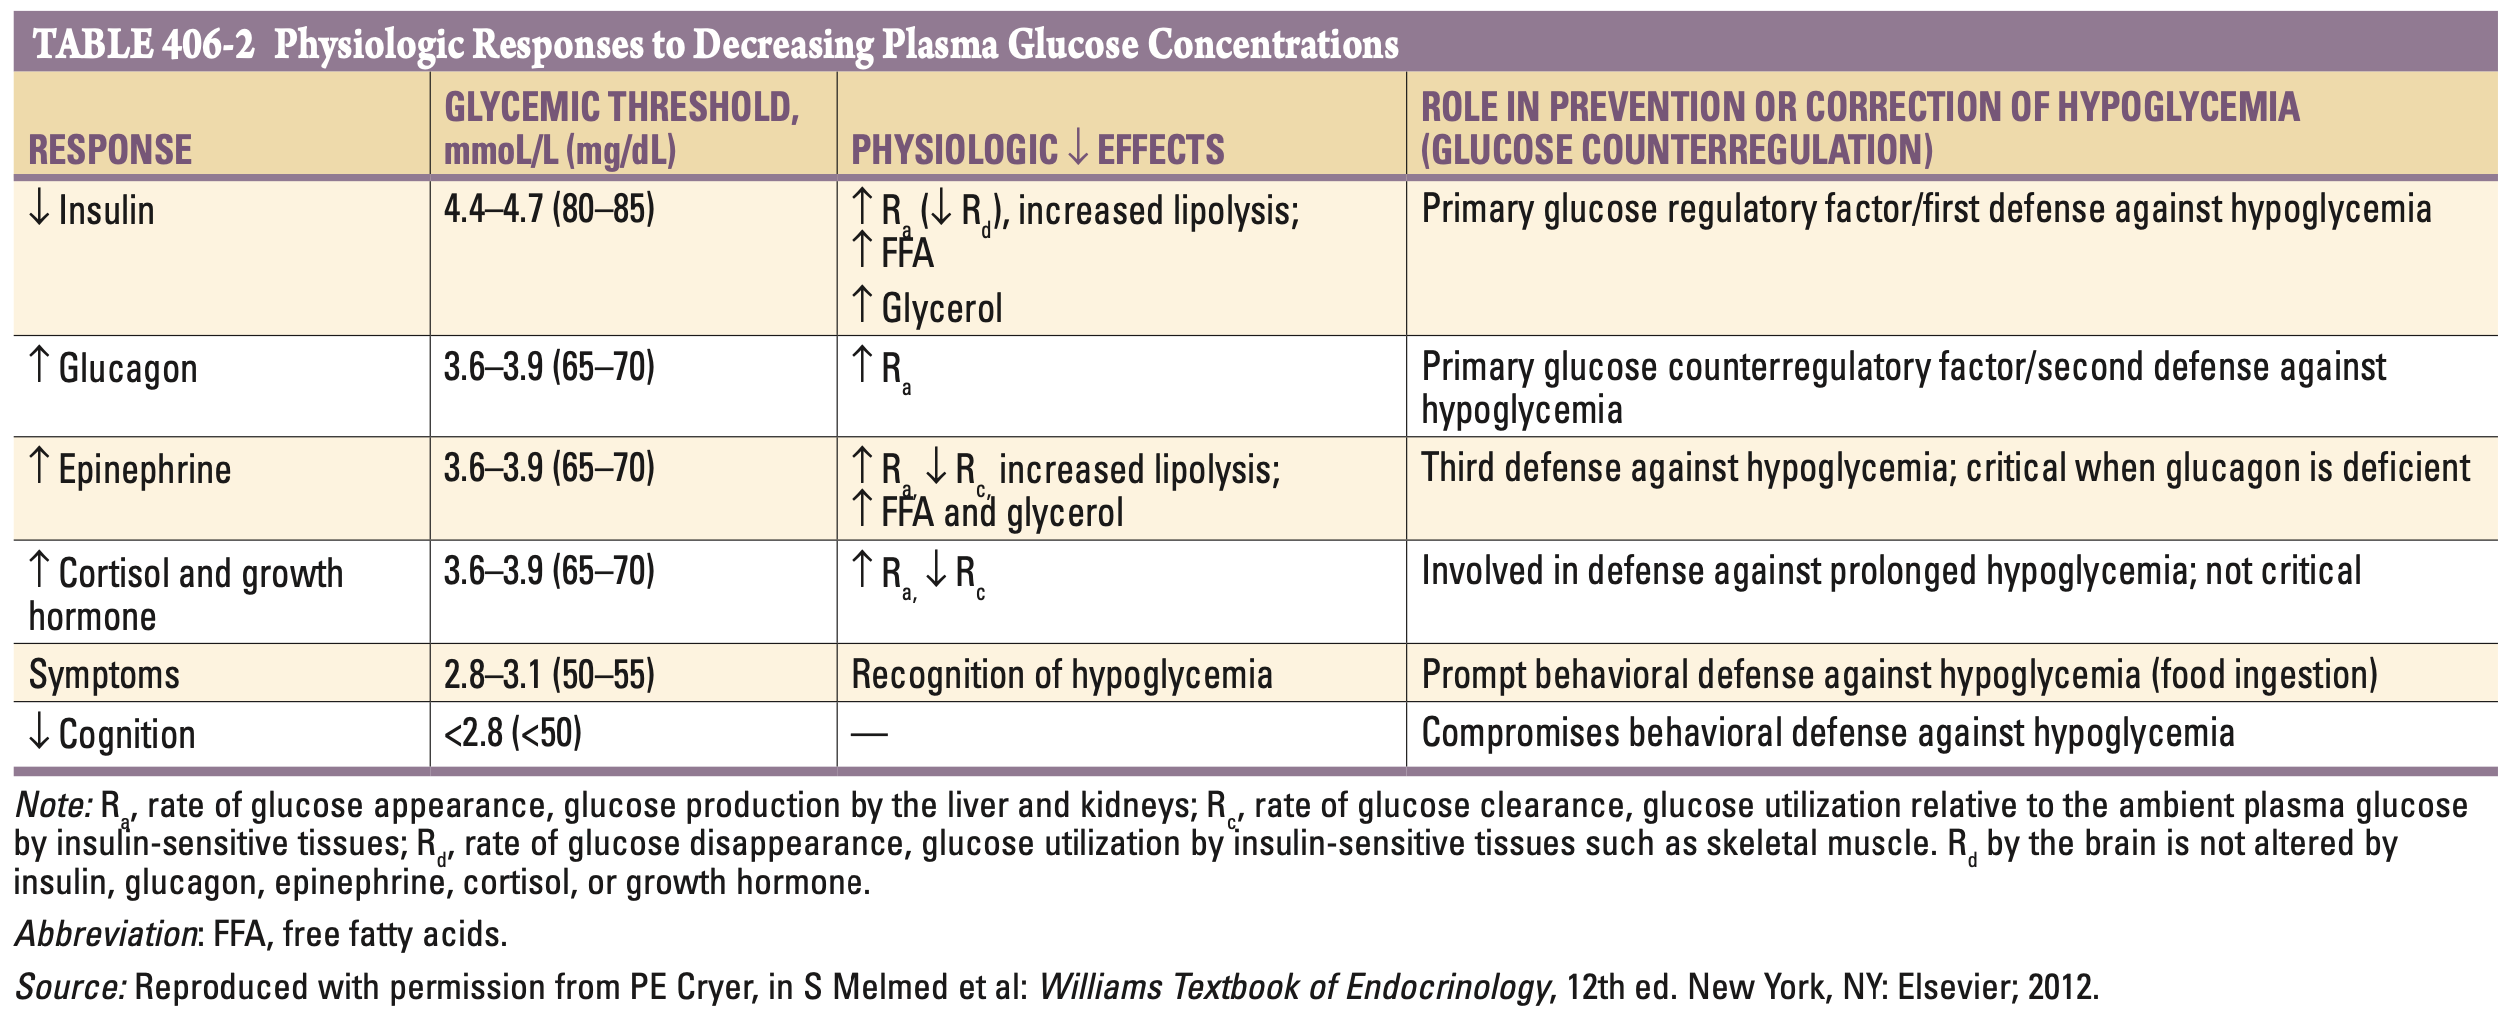 TABLE 406-2 Physiologic Responses to Decreasing Plasma Glucose Concentrations
RESPONSE
GLYCEMIC THRESHOLD,
mmoL/L (mg/dL)
PHYSIOLOGIC ↓ EFFECTS
ROLE IN PREVENTION OR CORRECTION OF HYPOGLYCEMIA
(GLUCOSE COUNTERREGULATION)
↓ Insulin
4.4–4.7 (80–85)
↑ Ra (↓ Rd), increased lipolysis;
↑ FFA
↑ Glycerol
Primary glucose regulatory factor/first defense against hypoglycemia
↑ Glucagon
3.6–3.9 (65–70)
↑ Ra
Primary glucose counterregulatory factor/second defense against
hypoglycemia
↑ Epinephrine
3.6–3.9 (65–70)
↑ Ra, ↓ Rc, increased lipolysis;
↑ FFA and glycerol
Third defense against hypoglycemia; critical when glucagon is deficient
↑ Cortisol and growth
hormone
3.6–3.9 (65–70)
↑ Ra, ↓ Rc
Involved in defense against prolonged hypoglycemia; not critical
Symptoms
2.8–3.1 (50–55)
Recognition of hypoglycemia
Prompt behavioral defense against hypoglycemia (food ingestion)
↓ Cognition
<2.8 (<50)
—
Compromises behavioral defense against hypoglycemia
Note: Ra, rate of glucose appearance, glucose production by the liver and kidneys; Rc, rate of glucose clearance, glucose utilization relative to the ambient plasma glucose
by insulin-sensitive tissues; Rd, rate of glucose disappearance, glucose utilization by insulin-sensitive tissues such as skeletal muscle. Rd by the brain is not altered by
insulin, glucagon, epinephrine, cortisol, or growth hormone.
Abbreviation: FFA, free fatty acids.
Source: Reproduced with permission from PE Cryer, in S Melmed et al: Williams Textbook of Endocrinology, 12th ed. New York, NY: Elsevier; 2012.